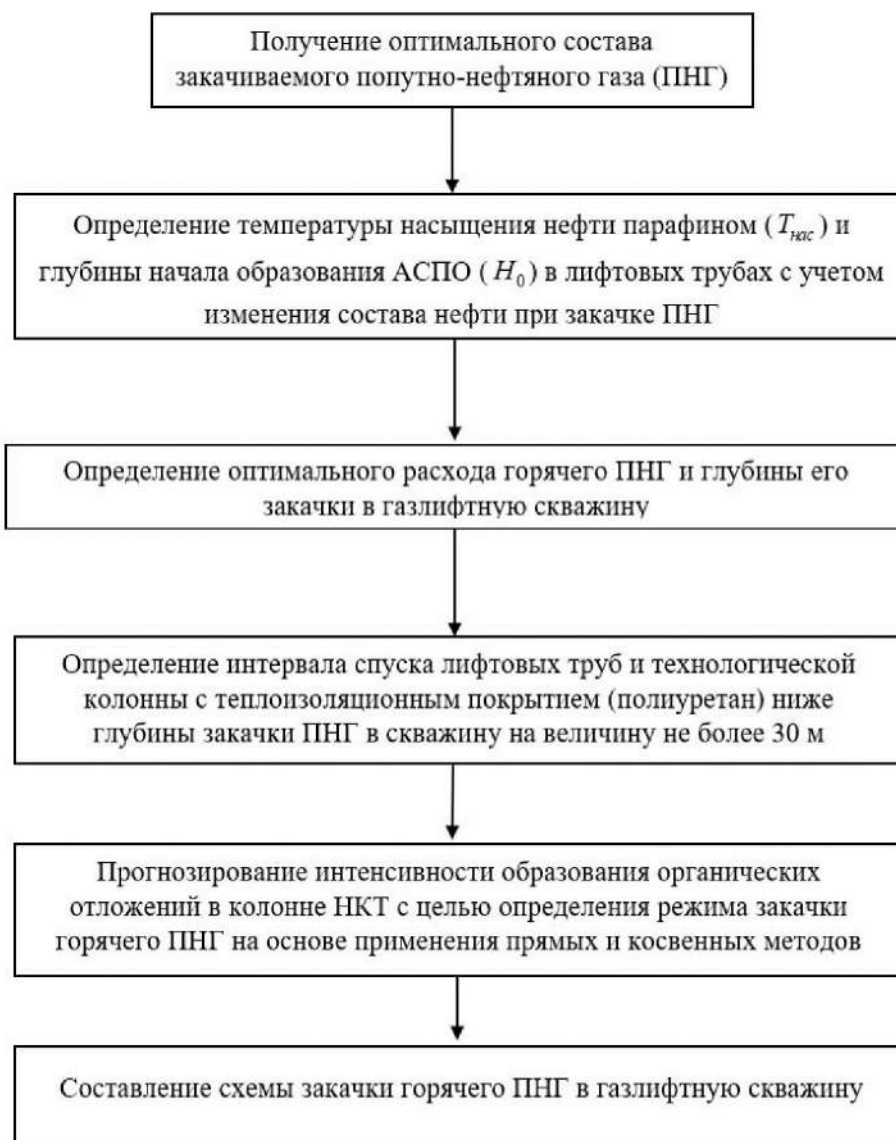 Получение оптимального состава
закачиваемого попутно-нефтяного газа (ПНГ)
Определение температуры насыщения нефти парафином (Tнас) и
глубины начала образования АСПО (H0) в лифтовых трубах с учетом
изменения состава нефти при закачке ПНГ
Определение оптимального расхода горячего ПНГ и глубины его
закачки в газлифтную скважину
Определение интервала спуска лифтовых труб и технологической
колонны с теплоизоляционным покрытием (полиуретан) ниже
глубины закачки ПНГ в скважину на величину не более 30 м
Прогнозирование интенсивности образования органических
отложений в колонне НКТ с целью определения режима закачки
горячего ПНГ на основе применения прямых и косвенных методов
Составление схемы закачки горячего ПНГ в газлифтную скважину